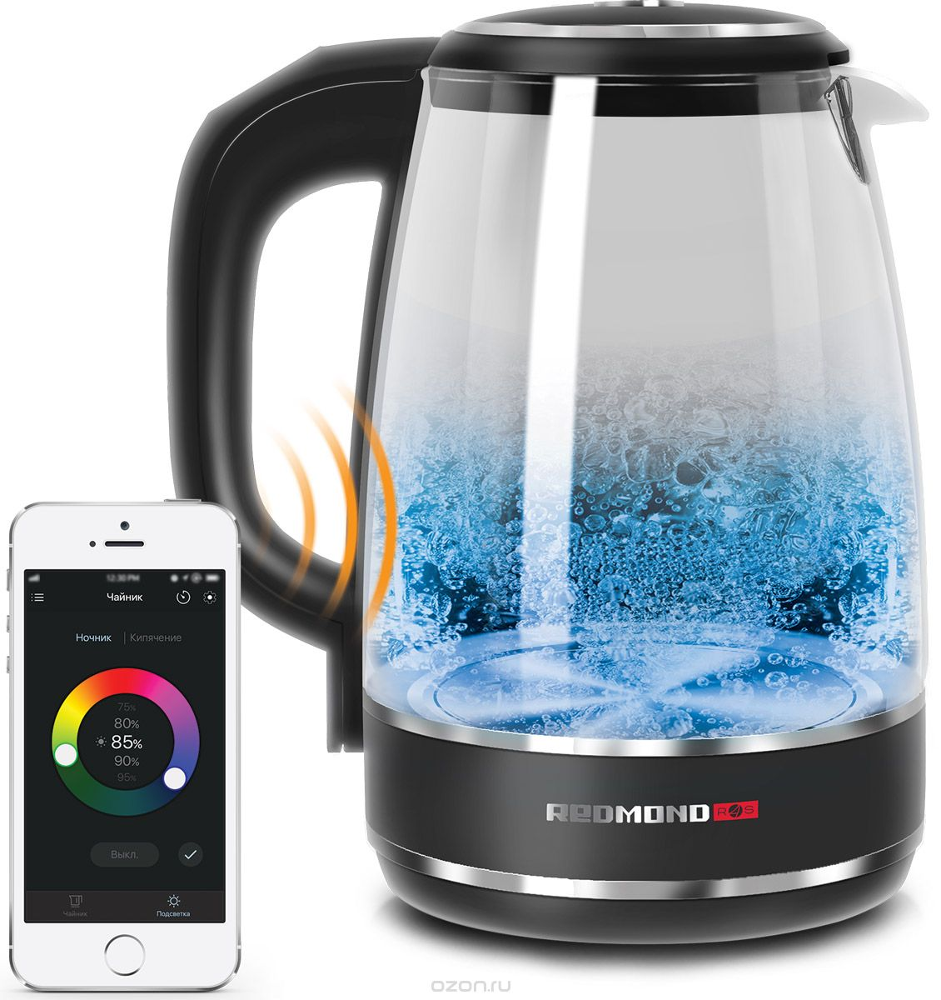 12:30 PM
Чайник
Ночник | Кипячение
75%
80%
85%
90%
95%
Выкл.
Чайник Подсветка
REDMOND R4S
ozon.ru